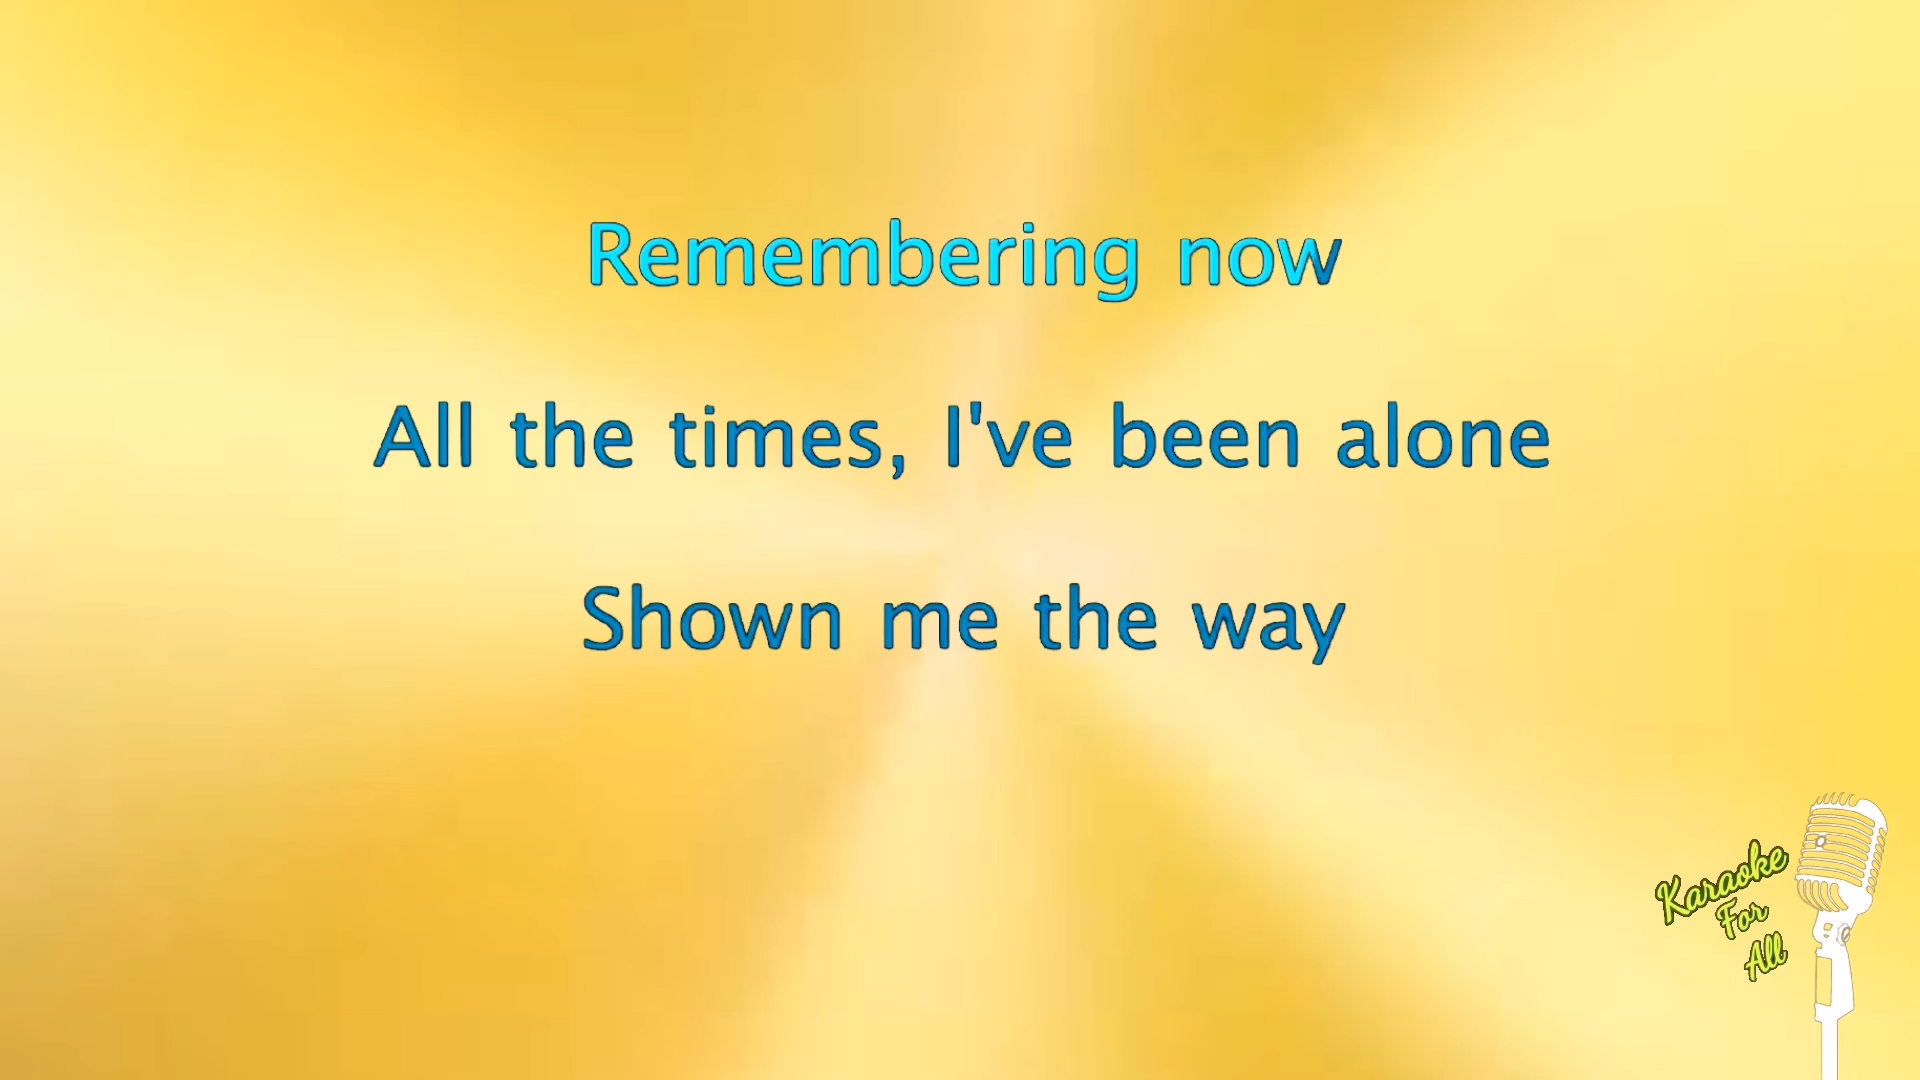 Remembering now
All the times, I've been alone
Shown me the way
Karaoke
For
All